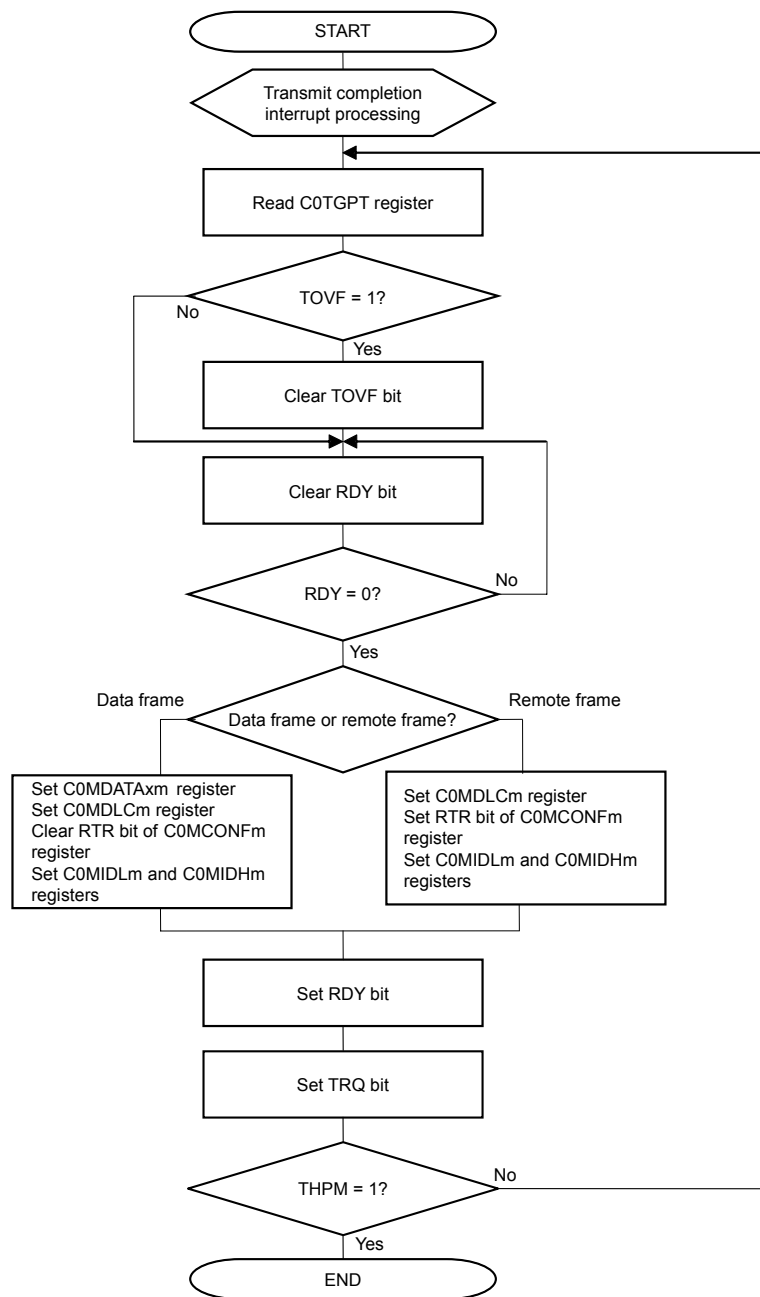 START
Transmit completion
interrupt processing
Read C0TGPT register
TOVF = 1?
No
Yes
Clear TOVF bit
Clear RDY bit
RDY = 0?
No
Yes
Data frame
Data frame or remote frame?
Remote frame
Set C0MDATAxm register
Set C0MDLCm register
Clear RTR bit of C0MCONFm
register
Set C0MIDLm and C0MIDHm
registers
Set C0MDLCm register
Set RTR bit of C0MCONFm
register
Set C0MIDLm and C0MIDHm
registers
Set RDY bit
Set TRQ bit
THPM = 1?
No
Yes
END